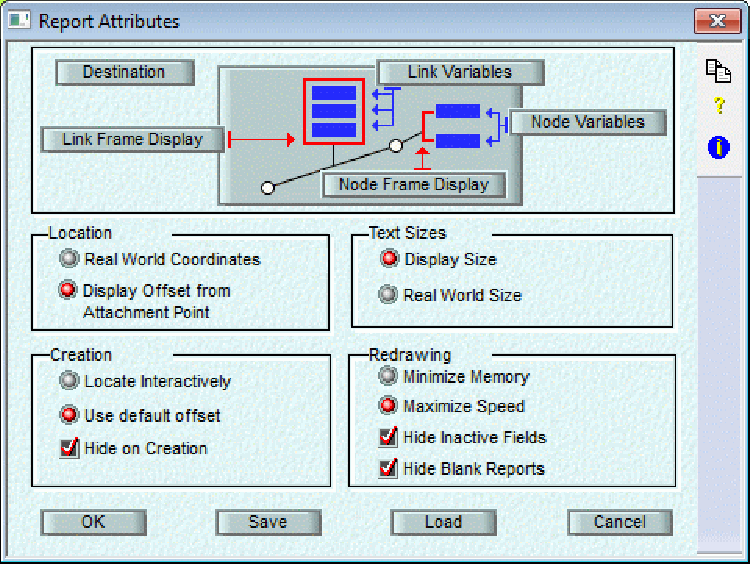 Report Attributes
Destination
Link Variables
Link Frame Display
Node Variables
Node Frame Display
Location
Real World Coordinates
Display Offset from
Attachment Point
Text Sizes
Display Size
Real World Size
Creation
Locate Interactively
Use default offset
Hide on Creation
Redrawing
Minimize Memory
Maximize Speed
Hide Inactive Fields
Hide Blank Reports
OK
Save
Load
Cancel